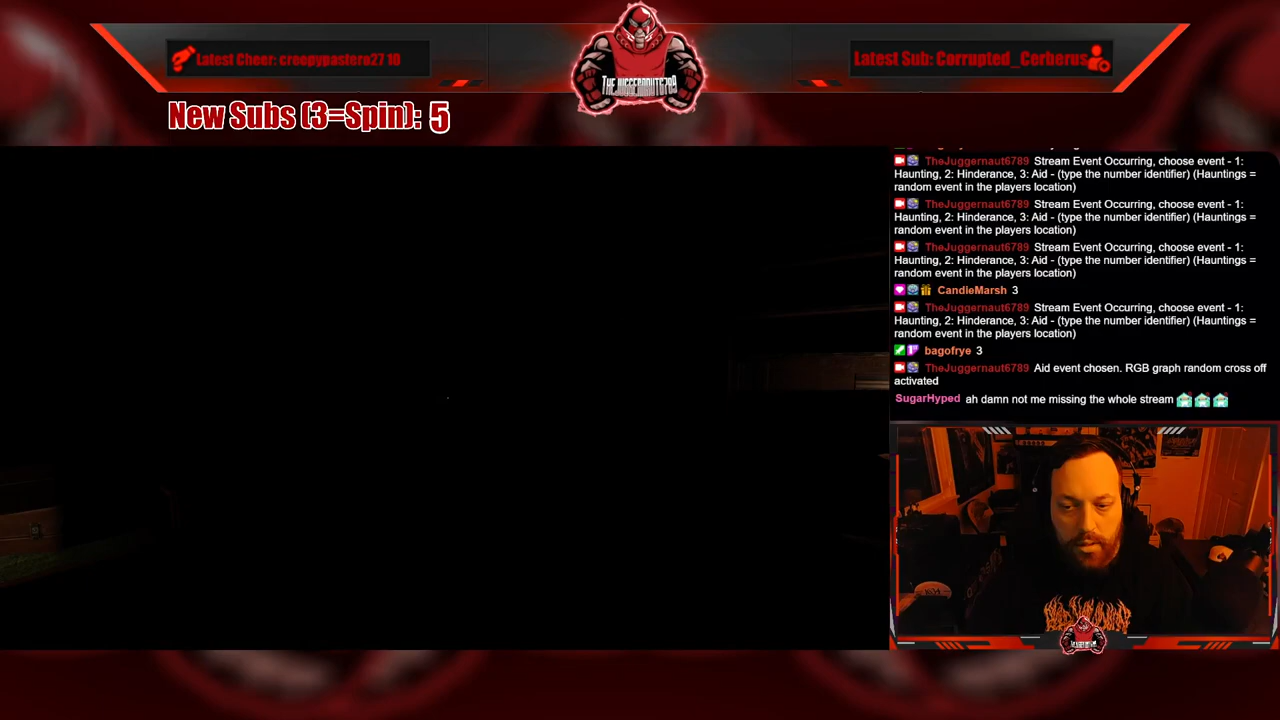 Latest Cheer: creepypastero27 10
THEJUGGERNAUT6789
Latest Sub: Corrupted_Cerberus
New Subs (3=Spin): 5
TheJuggernaut6789 Stream Event Occurring, choose event - 1:
Haunting, 2: Hinderance, 3: Aid - (type the number identifier) (Hauntings =
random event in the players location)
TheJuggernaut6789 Stream Event Occurring, choose event - 1:
Haunting, 2: Hinderance, 3: Aid - (type the number identifier) (Hauntings =
random event in the players location)
TheJuggernaut6789 Stream Event Occurring, choose event - 1:
Haunting, 2: Hinderance, 3: Aid - (type the number identifier) (Hauntings =
random event in the players location)
CandieMarsh 3
TheJuggernaut6789 Stream Event Occurring, choose event - 1:
Haunting, 2: Hinderance, 3: Aid - (type the number identifier) (Hauntings =
random event in the players location)
bagofrye 3
TheJuggernaut6789 Aid event chosen. RGB graph random cross off
activated
SugarHyped ah damn not me missing the whole stream